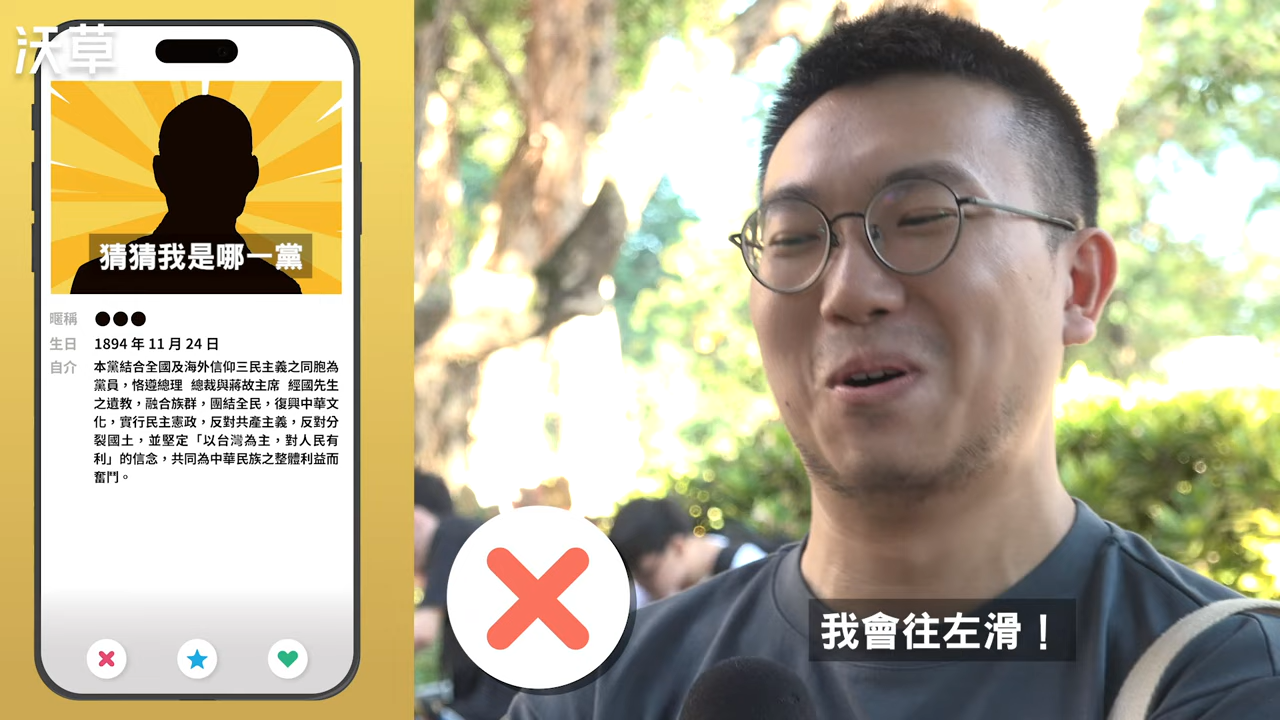 沃草
猜猜我是哪一黨
暱稱 ●●●
生日 1894 年 11 月 24 日
自介 本黨結合全國及海外信仰三民主義之同胞為
黨員，恪遵總理 總裁與蔣故主席 經國先生
之遺教，融合族群，團結全民，復興中華文
化，實行民主憲政，反對共產主義，反對分
裂國土，並堅定「以台灣為主，對人民有
利」的信念，共同為中華民族之整體利益而
奮鬥。
我會往左滑！